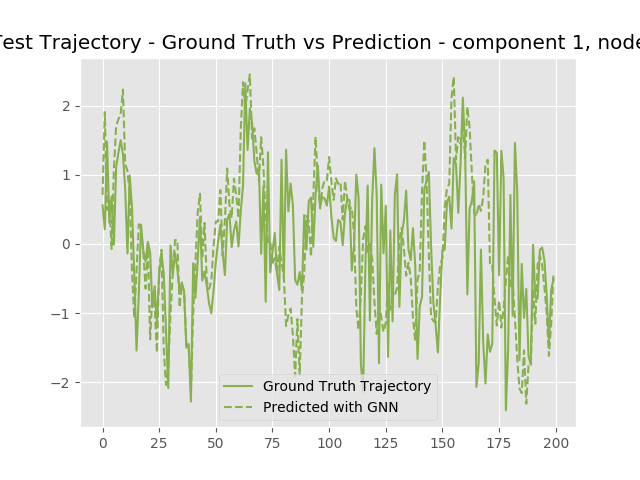 Test Trajectory - Ground Truth vs Prediction - component 1, node
2
1
0
−1
−2
0 25 50 75 100 125 150 175 200
Ground Truth Trajectory
Predicted with GNN